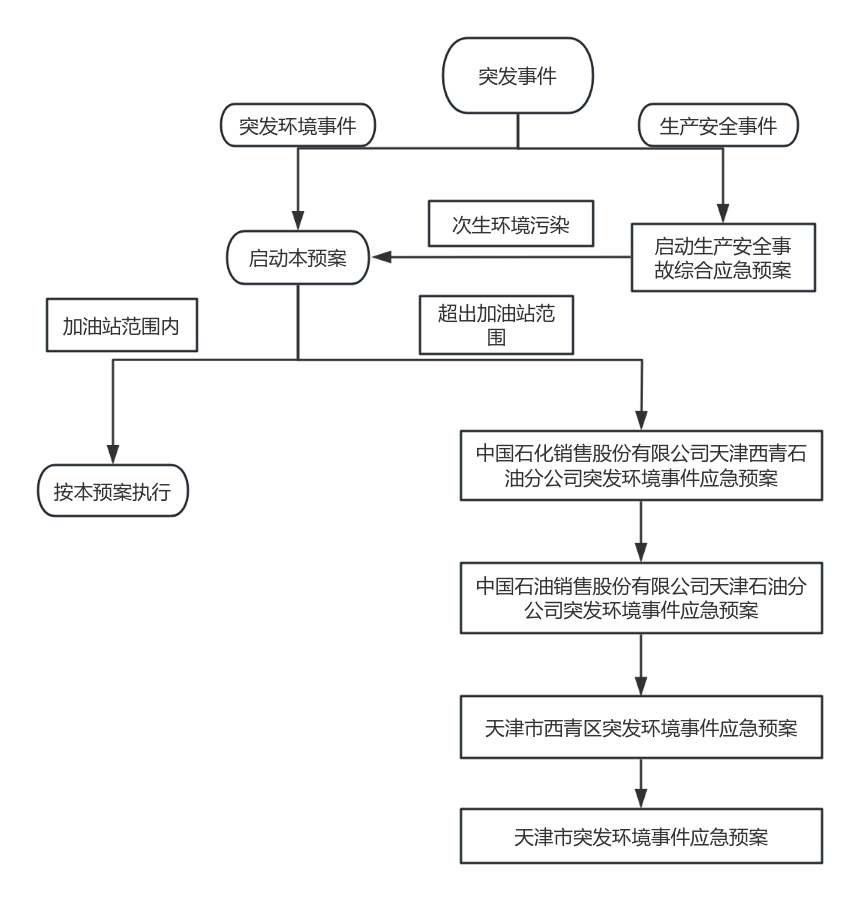 突发事件
突发环境事件
生产安全事件
次生环境污染
启动生产安全事
故综合应急预案
启动本预案
加油站范围内
超出加油站范
围
中国石化销售股份有限公司天津西青石
油分公司突发环境事件应急预案
按本预案执行
中国石油销售股份有限公司天津石油分
公司突发环境事件应急预案
天津市西青区突发环境事件应急预案
天津市突发环境事件应急预案